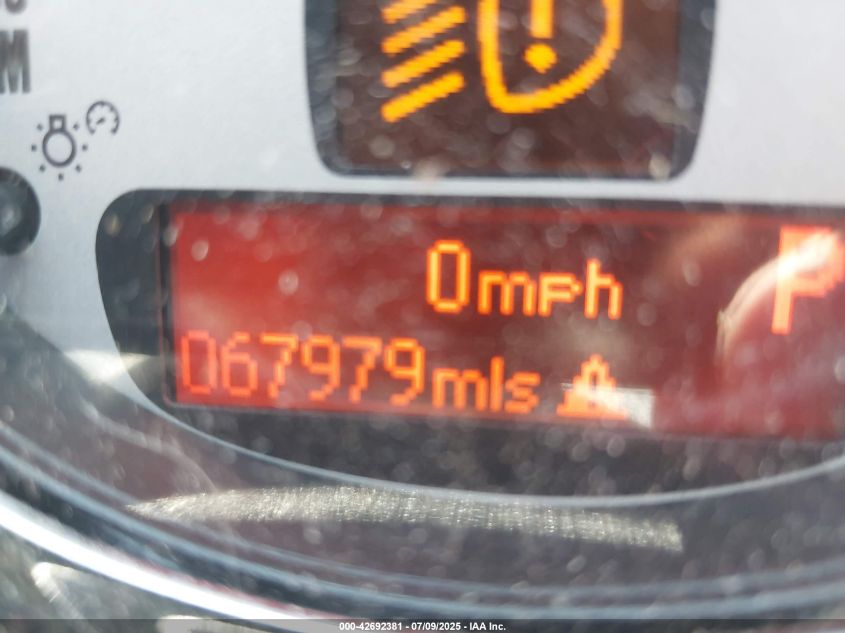 M
0mph P
067979mls
000-42692381 - 07/09/2025 - IAA Inc.